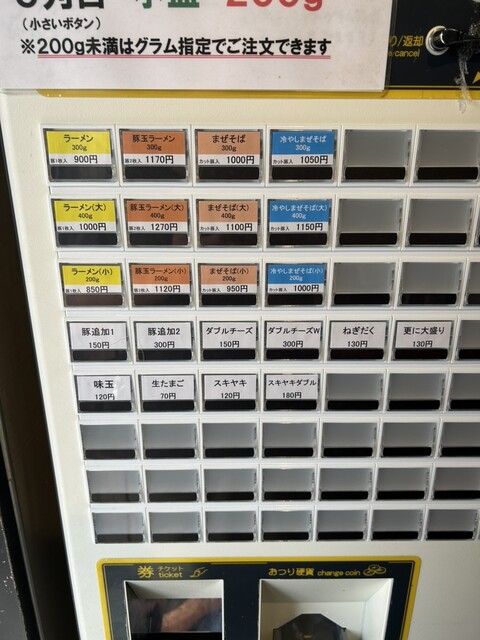 (小さいボタン)
※200g未満はグラム指定でご注文できます
返却
cancel
ラーメン
300g
豚1枚入 900円
豚玉ラーメン
300g
豚2枚入 1170円
まぜそば
300g
カット豚入 1000円
冷やしまぜそば
300g
カット豚入 1050円
ラーメン(大)
400g
豚1枚入 1000円
豚玉ラーメン(大)
400g
豚2枚入 1270円
まぜそば(大)
400g
カット豚入 1100円
冷やしまぜそば(大)
400g
カット豚入 1150円
ラーメン(小)
200g
豚1枚入 850円
豚玉ラーメン(小)
200g
豚2枚入 1120円
まぜそば(小)
200g
カット豚入 950円
冷やしまぜそば(小)
200g
カット豚入 1000円
豚追加1
150円
豚追加2
300円
ダブルチーズ
150円
ダブルチーズW
300円
ねぎだく
130円
更に大盛り
130円
味玉
120円
生たまご
70円
スキヤキ
120円
スキヤキダブル
180円
券 チケット ticket
おつり硬貨 change coin